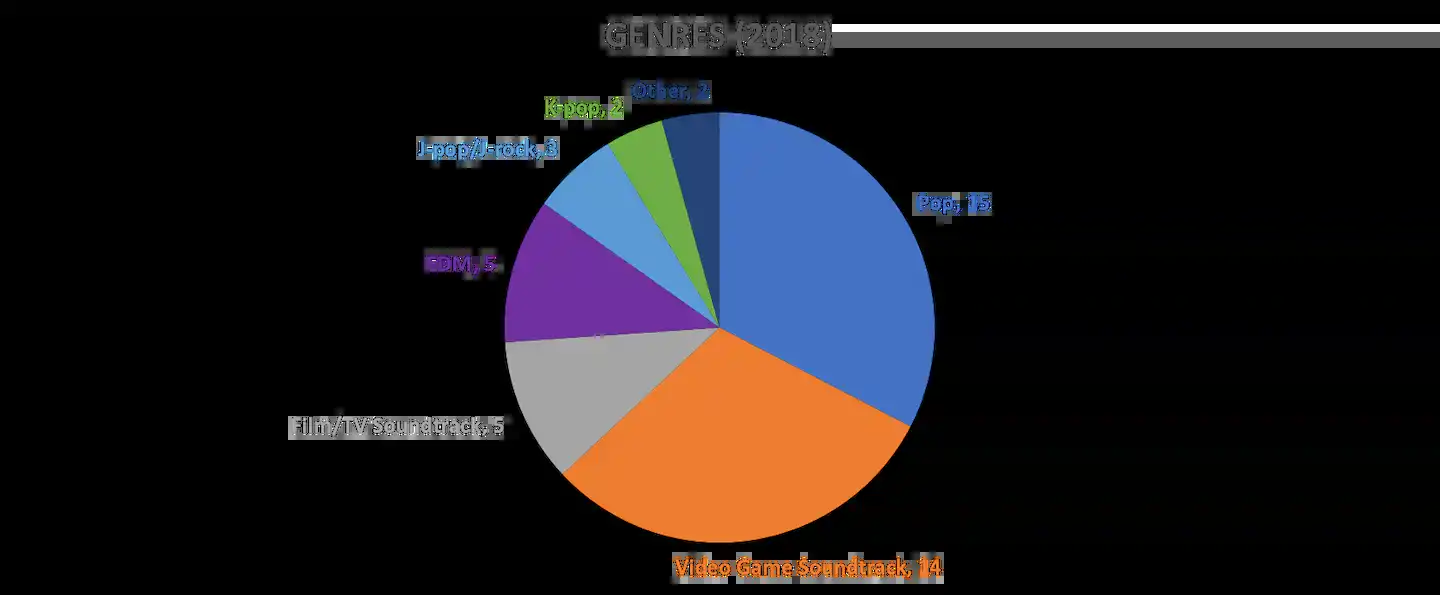 GENRES (2018)
Other, 2
K-pop, 2
J-pop/J-rock, 3
Pop, 15
EDM, 5
Film/TV Soundtrack, 5
Video Game Soundtrack, 14